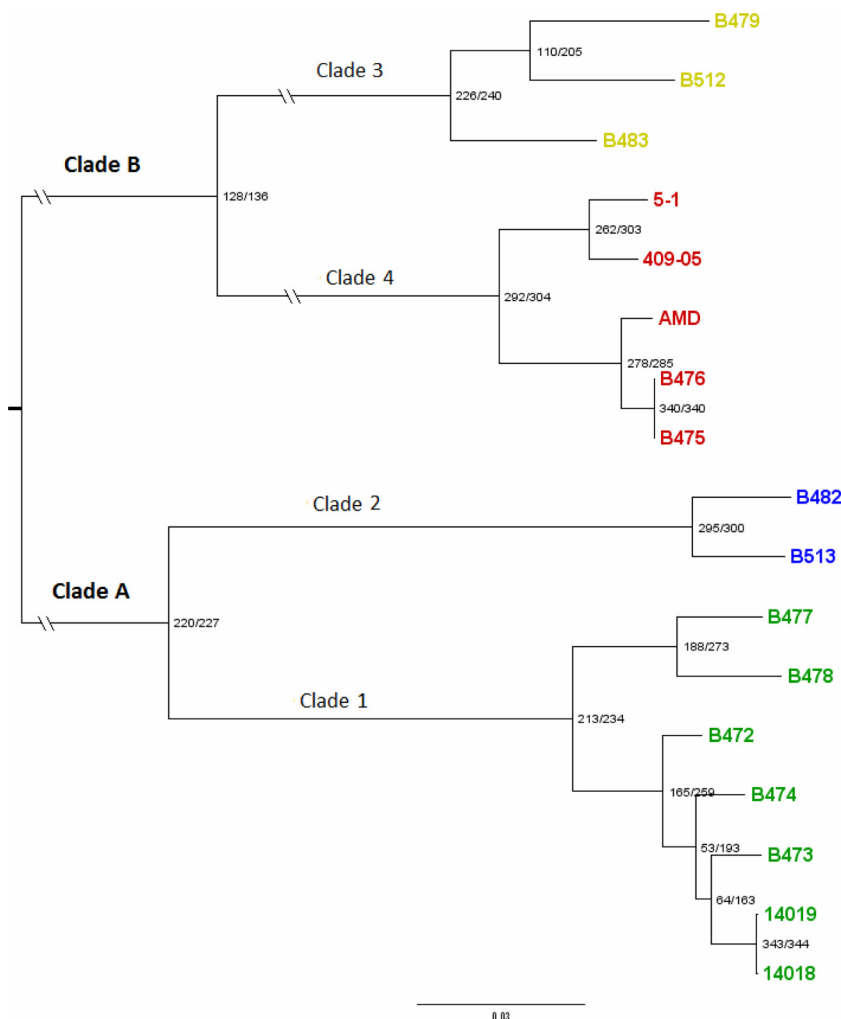 B479
110/205
Clade 3
B512
226/240
B483
Clade B
128/136
5-1
262/303
409-05
Clade 4
292/304
AMD
278/285
B476
340/340
B475
B482
Clade 2
295/300
B513
Clade A
B477
220/227
188/273
B478
Clade 1
213/234
B472
165/259
B474
53/193
B473
64/163
14019
343/344
14018
0.03